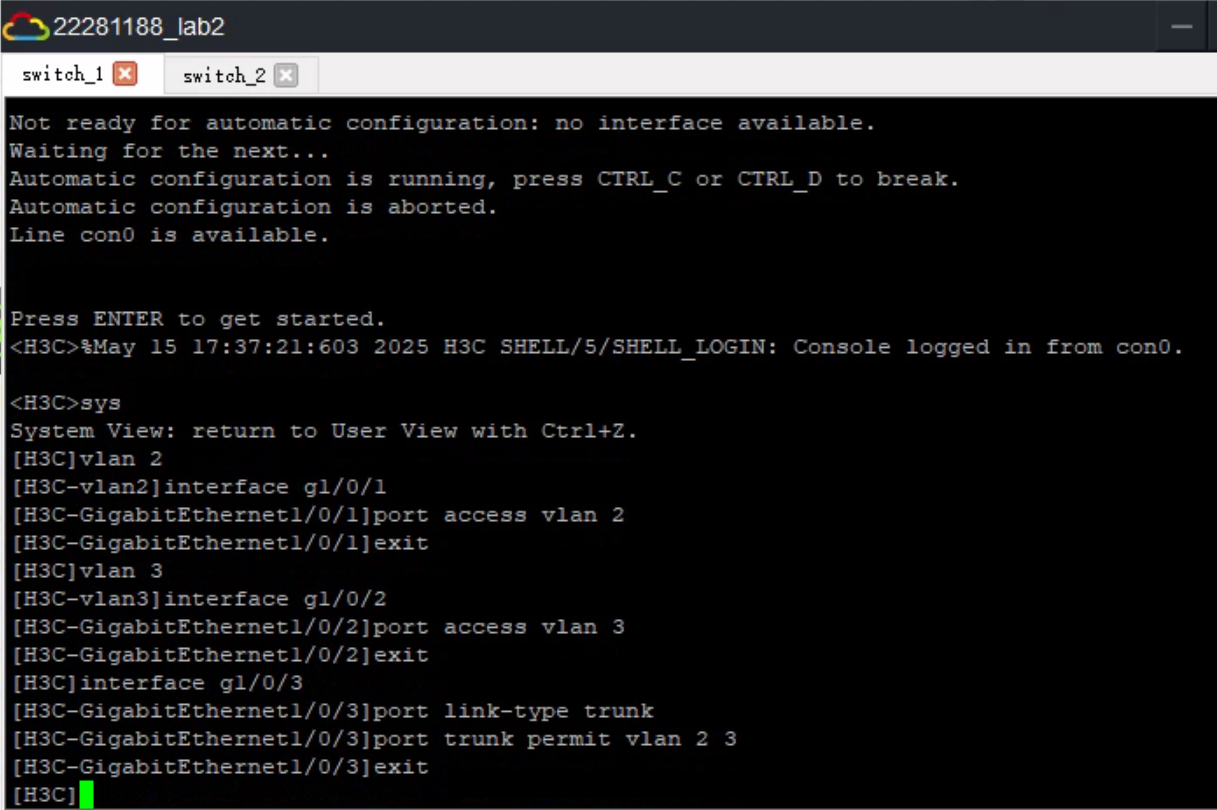 22281188_lab2
switch_1 switch_2
Not ready for automatic configuration: no interface available.
Waiting for the next...
Automatic configuration is running, press CTRL_C or CTRL_D to break.
Automatic configuration is aborted.
Line con0 is available.
Press ENTER to get started.
<H3C>%May 15 17:37:21:603 2025 H3C SHELL/5/SHELL_LOGIN: Console logged in from con0.
<H3C>sys
System View: return to User View with Ctrl+Z.
[H3C]vlan 2
[H3C-vlan2]interface g1/0/1
[H3C-GigabitEthernet1/0/1]port access vlan 2
[H3C-GigabitEthernet1/0/1]exit
[H3C]vlan 3
[H3C-vlan3]interface g1/0/2
[H3C-GigabitEthernet1/0/2]port access vlan 3
[H3C-GigabitEthernet1/0/2]exit
[H3C]interface g1/0/3
[H3C-GigabitEthernet1/0/3]port link-type trunk
[H3C-GigabitEthernet1/0/3]port trunk permit vlan 2 3
[H3C-GigabitEthernet1/0/3]exit
[H3C]